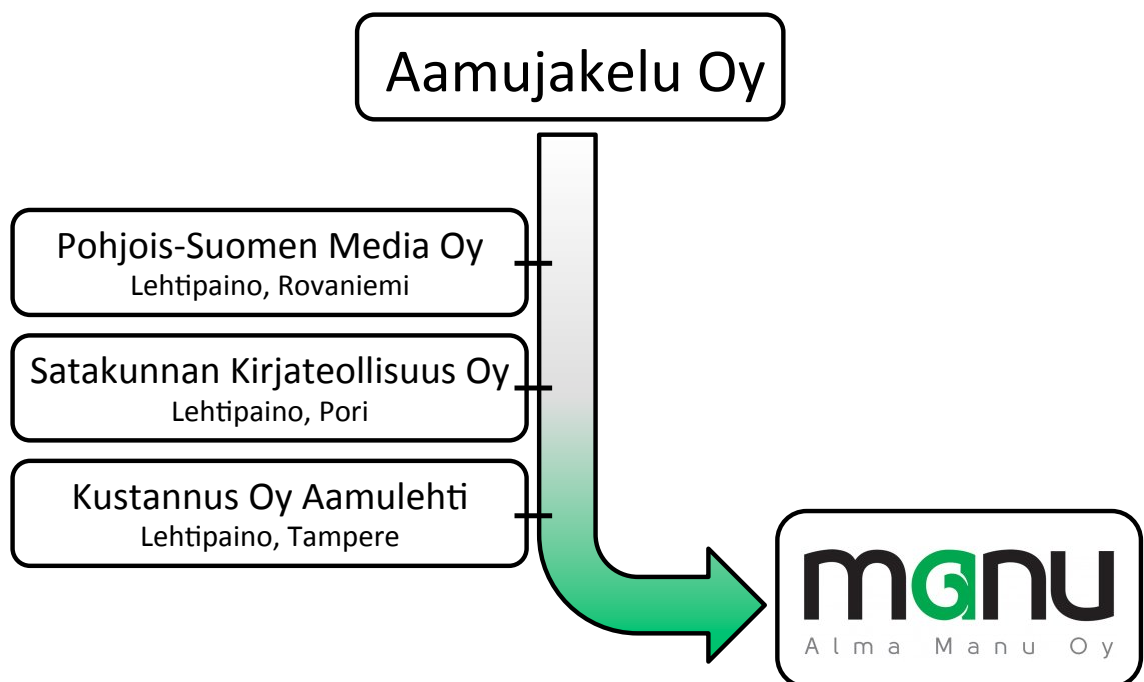 Aamujakelu Oy
Pohjois-Suomen Media Oy
Lehtipaino, Rovaniemi
Satakunnan Kirjateollisuus Oy
Lehtipaino, Pori
Kustannus Oy Aamulehti
Lehtipaino, Tampere
manu
Alma Manu Oy